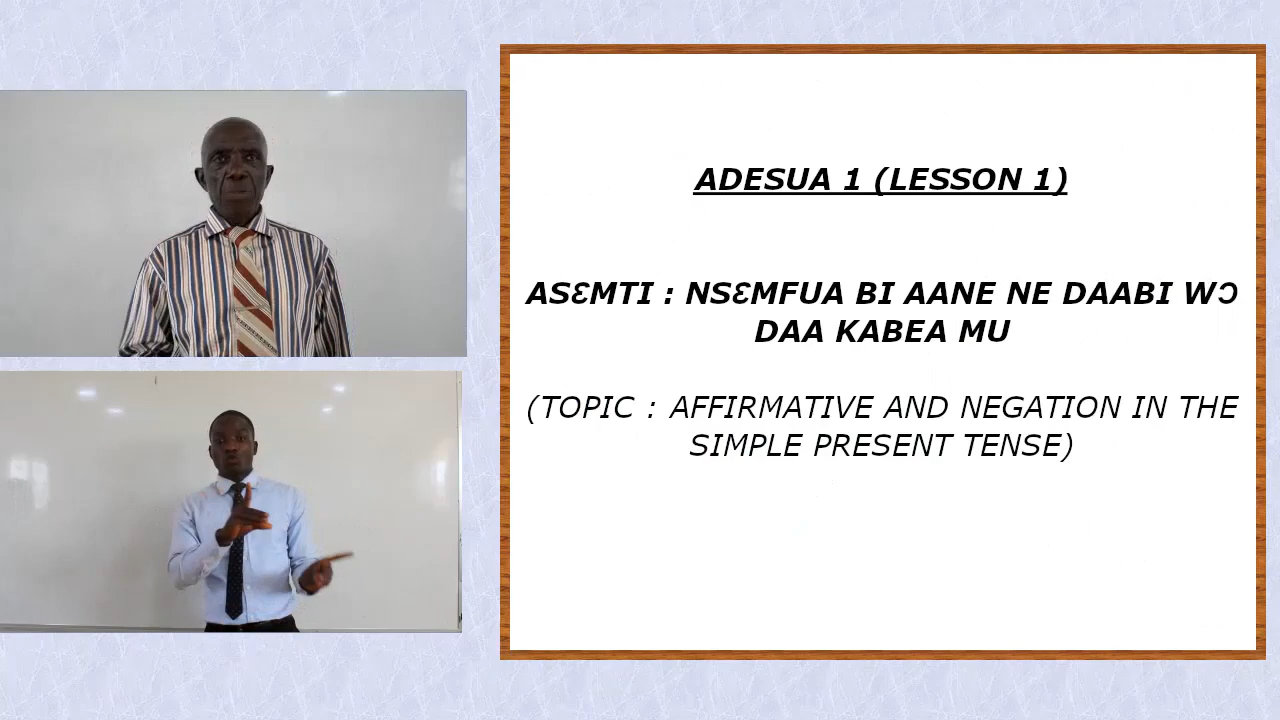 ADESUA 1 (LESSON 1)
ASƐMTI : NSƐMFUA BI AANE NE DAABI WƆ
DAA KABEA MU
(TOPIC : AFFIRMATIVE AND NEGATION IN THE
SIMPLE PRESENT TENSE)